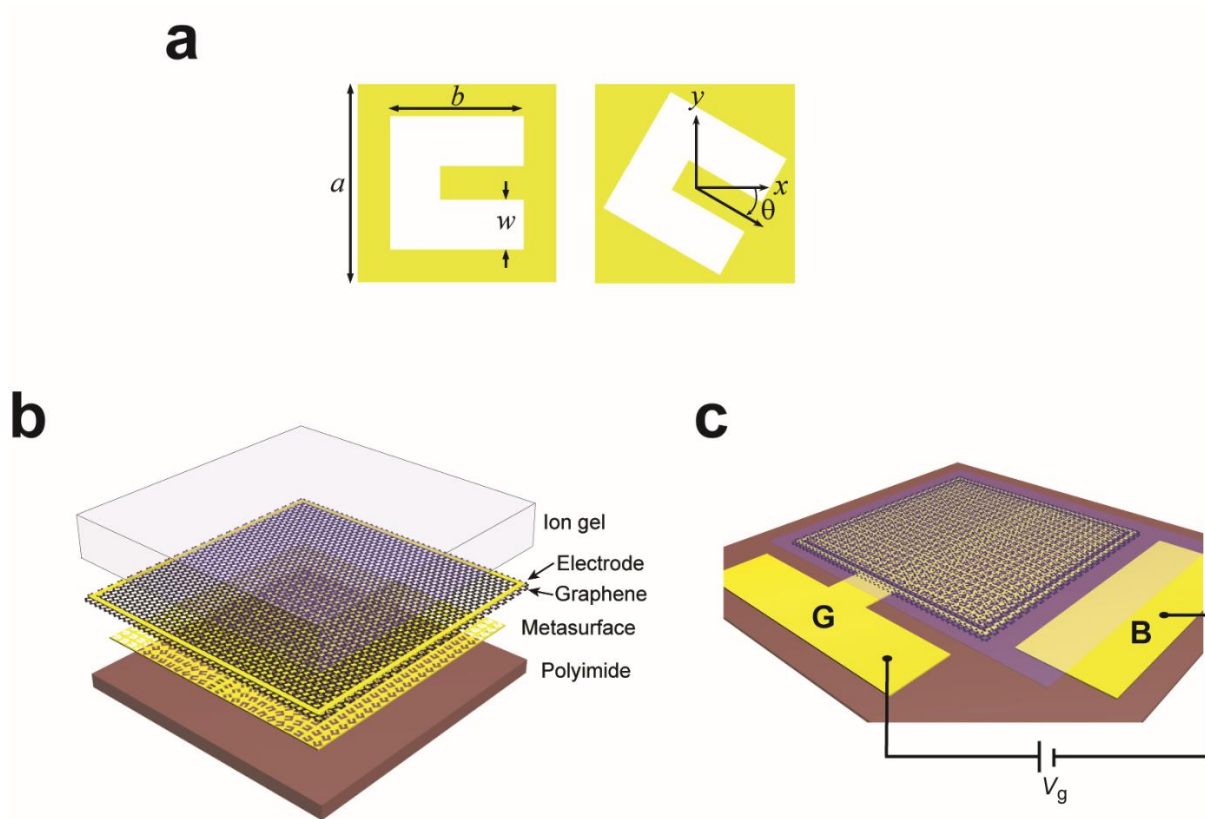 a
b
y
a
x
w
θ
b
c
Ion gel
Electrode
Graphene
Metasurface
Polyimide
G
B
Vg